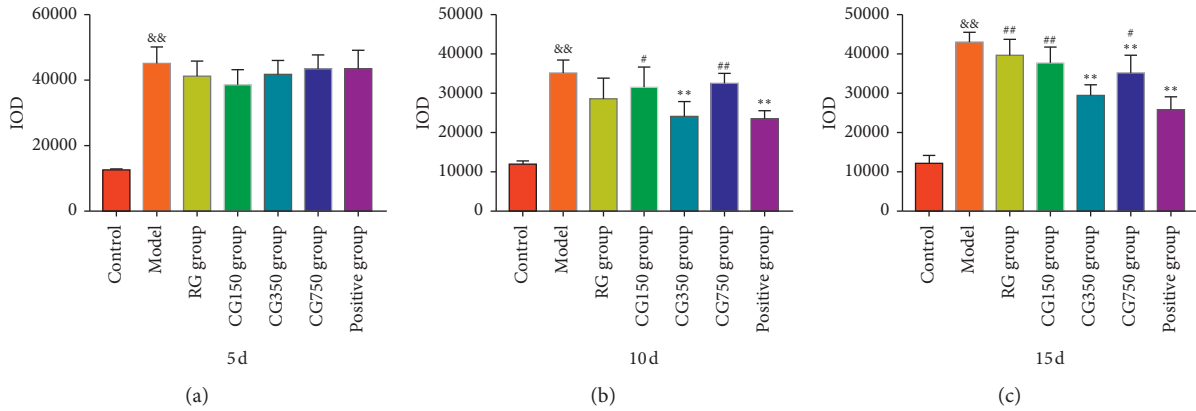 60000
40000
20000
0
IOD
&&
Control
Model
RG group
CG150 group
CG350 group
CG750 group
Positive group
5 d
(a)
50000
40000
30000
20000
10000
0
IOD
&&
#
**
##
**
Control
Model
RG group
CG150 group
CG350 group
CG750 group
Positive group
10 d
(b)
50000
40000
30000
20000
10000
0
IOD
&&
##
##
**
#
**
**
Control
Model
RG group
CG150 group
CG350 group
CG750 group
Positive group
15 d
(c)